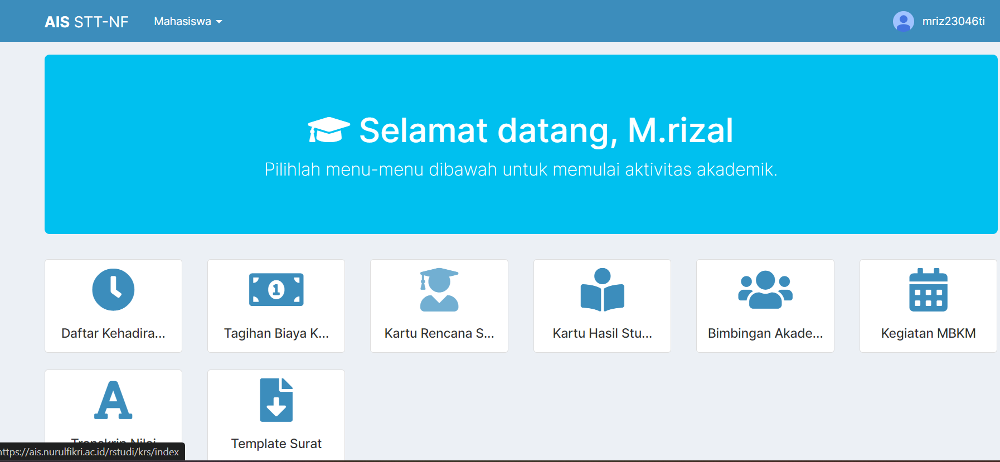 AIS STT-NF Mahasiswa mriz23046ti
Selamat datang, M.rizal
Pilihlah menu-menu dibawah untuk memulai aktivitas akademik.
1
Daftar Kehadira... Tagihan Biaya K... Kartu Rencana S... Kartu Hasil Stu... Bimbingan Akade... Kegiatan MBKM
A
Transkrip Nilai Template Surat
https://ais.nurulfikri.ac.id/rstudi/krs/index